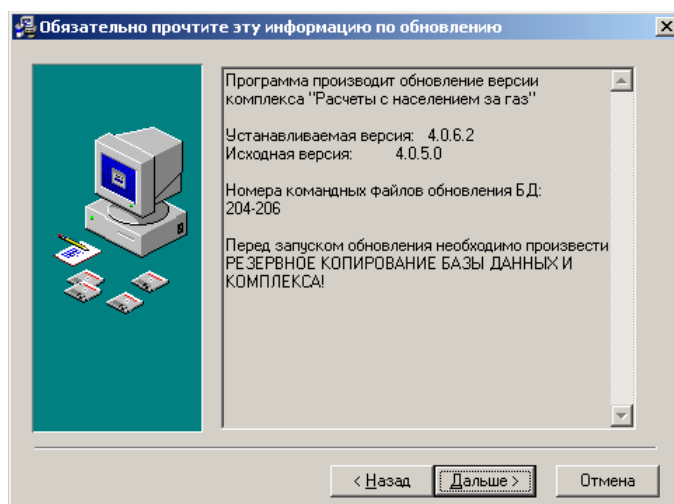 Обязательно прочтите эту информацию по обновлению
Программа производит обновление версии
комплекса "Расчеты с населением за газ"
Устанавливаемая версия: 4.0.6.2
Исходная версия: 4.0.5.0
Номера командных файлов обновления БД:
204-206
Перед запуском обновления необходимо произвести
РЕЗЕРВНОЕ КОПИРОВАНИЕ БАЗЫ ДАННЫХ И
КОМПЛЕКСА!
< Назад Дальше > Отмена